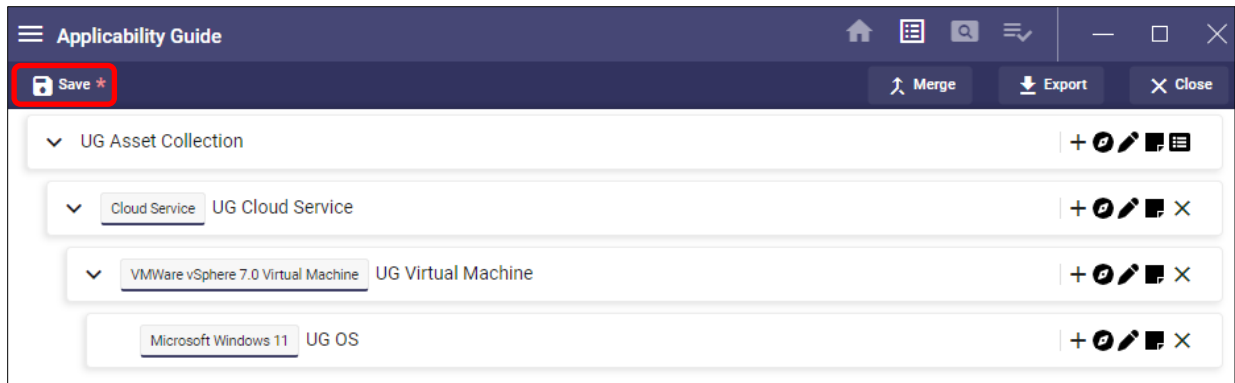 Applicability Guide
Save *
Merge
Export
Close
UG Asset Collection
Cloud Service UG Cloud Service
VMWare vSphere 7.0 Virtual Machine UG Virtual Machine
Microsoft Windows 11 UG OS